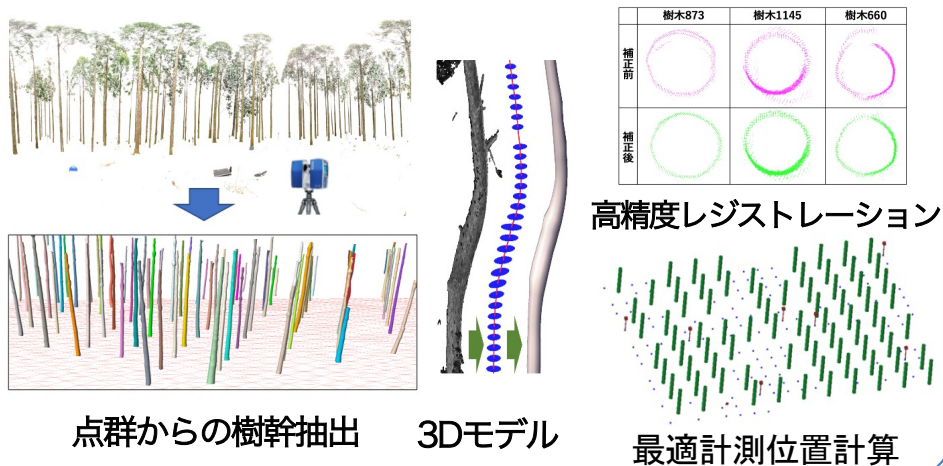 樹木873 樹木1145 樹木660
補正前
補正後
高精度レジストレーション
点群からの樹幹抽出
3Dモデル
最適計測位置計算